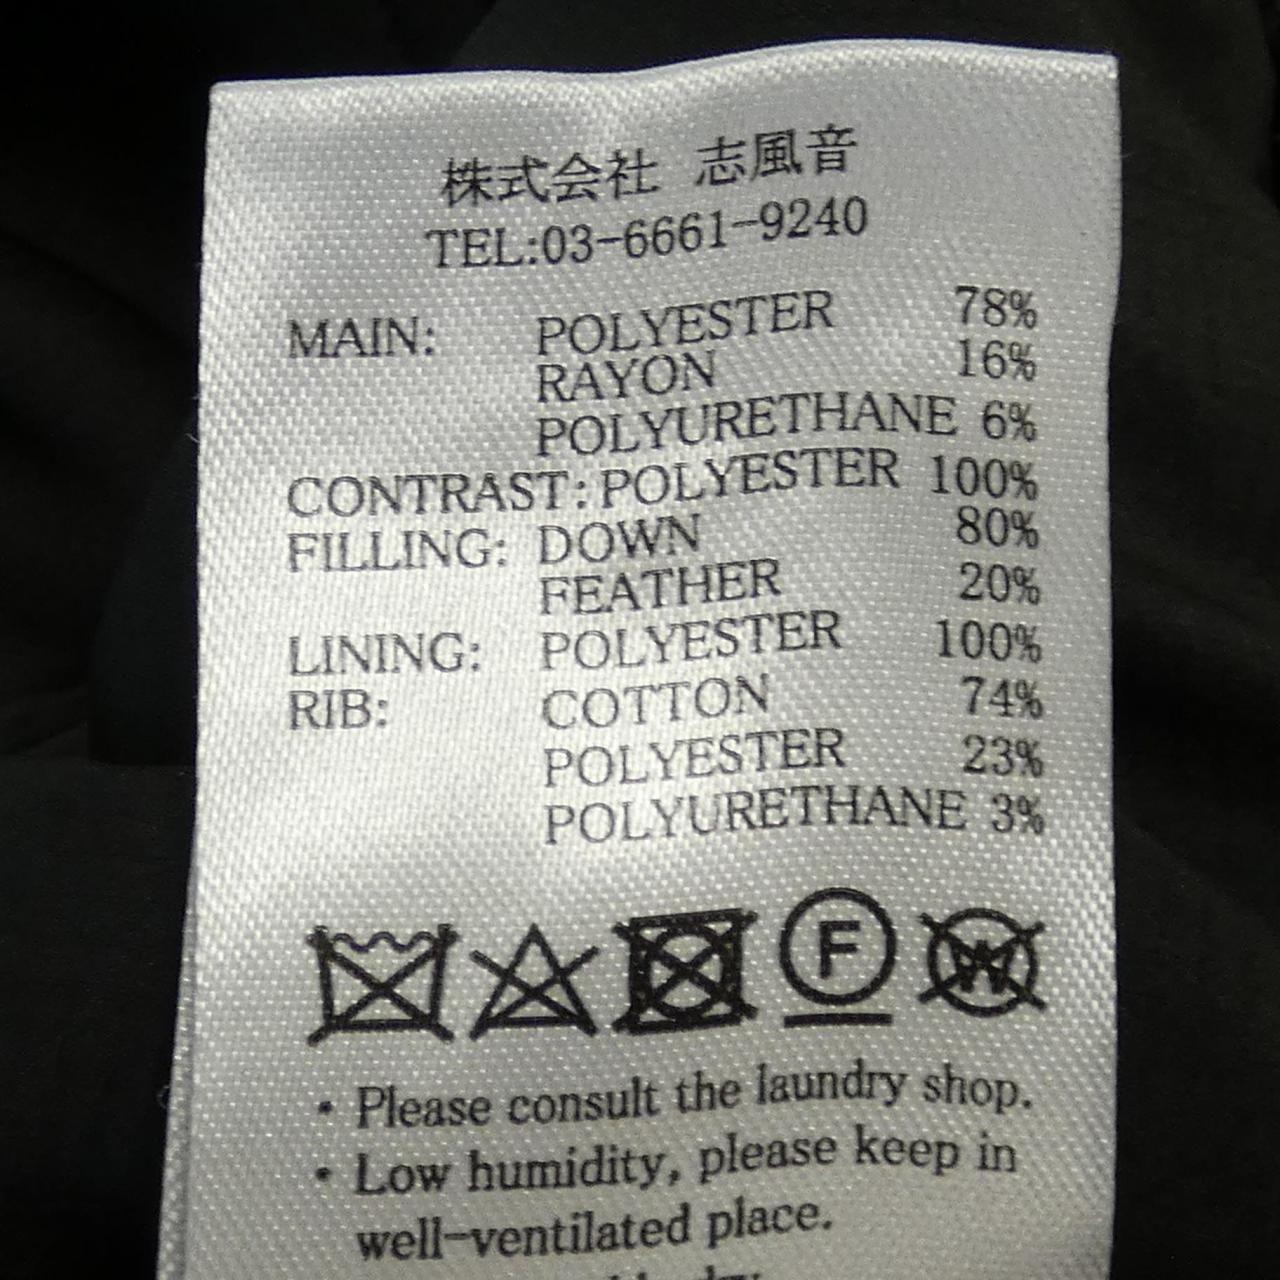 株式会社 志風音
TEL:03-6661-9240
MAIN: POLYESTER 78%
RAYON 16%
POLYURETHANE 6%
CONTRAST: POLYESTER 100%
FILLING: DOWN 80%
FEATHER 20%
LINING: POLYESTER 100%
RIB: COTTON 74%
POLYESTER 23%
POLYURETHANE 3%
F W
・Please consult the laundry shop.
・Low humidity, please keep in
well-ventilated place.